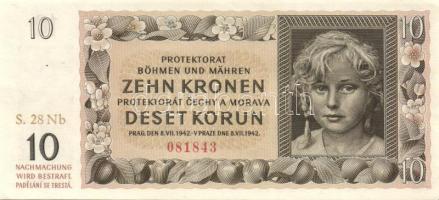 10
PROTEKTORAT
BÖHMEN UND MÄHREN
ZEHN KRONEN
PROTEKTORÁT ČECHY A MORAVA
DESET KORUN
PRAG, DEN 8. VII. 1942 - V PRAZE DNE 8. VII. 1942.
081843
S. 28 Nb
10
NACHMACHUNG
WIRD BESTRAFT.
PADĚLÁNÍ SE TRESTÁ.
10
10